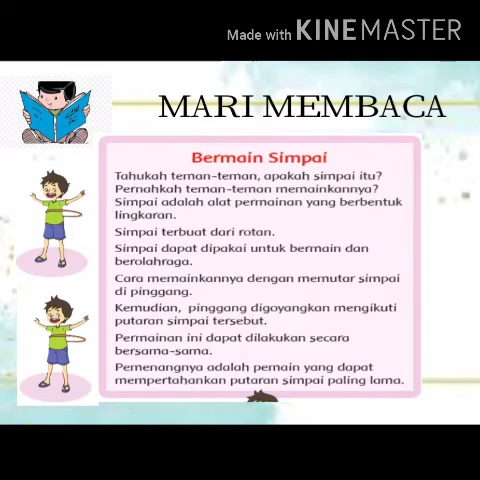 Made with KINEMASTER
MARI MEMBACA
Bermain Simpai
Tahukah teman-teman, apakah simpai itu?
Pernahkah teman-teman memainkannya?
Simpai adalah alat permainan yang berbentuk
lingkaran.
Simpai terbuat dari rotan.
Simpai dapat dipakai untuk bermain dan
berolahraga.
Cara memainkannya dengan memutar simpai
di pinggang.
Kemudian, pinggang digoyangkan mengikuti
putaran simpai tersebut.
Permainan ini dapat dilakukan secara
bersama-sama.
Pemenangnya adalah pemain yang dapat
mempertahankan putaran simpai paling lama.